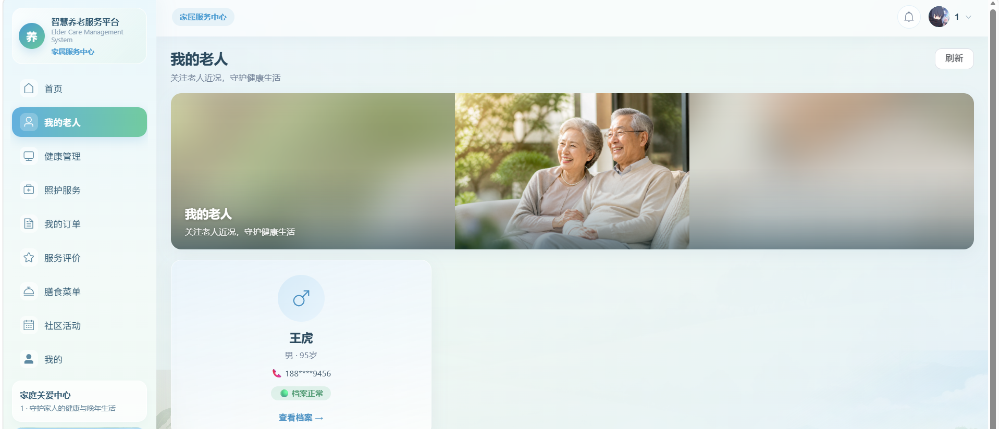 养
智慧养老服务平台
Elder Care Management
System
家属服务中心
首页
我的老人
健康管理
照护服务
我的订单
服务评价
膳食菜单
社区活动
我的
家庭关爱中心
1 · 守护家人的健康与晚年生活
家属服务中心
1
我的老人
关注老人近况，守护健康生活
刷新
我的老人
关注老人近况，守护健康生活
王虎
男 · 95岁
188****9456
档案正常
查看档案 →